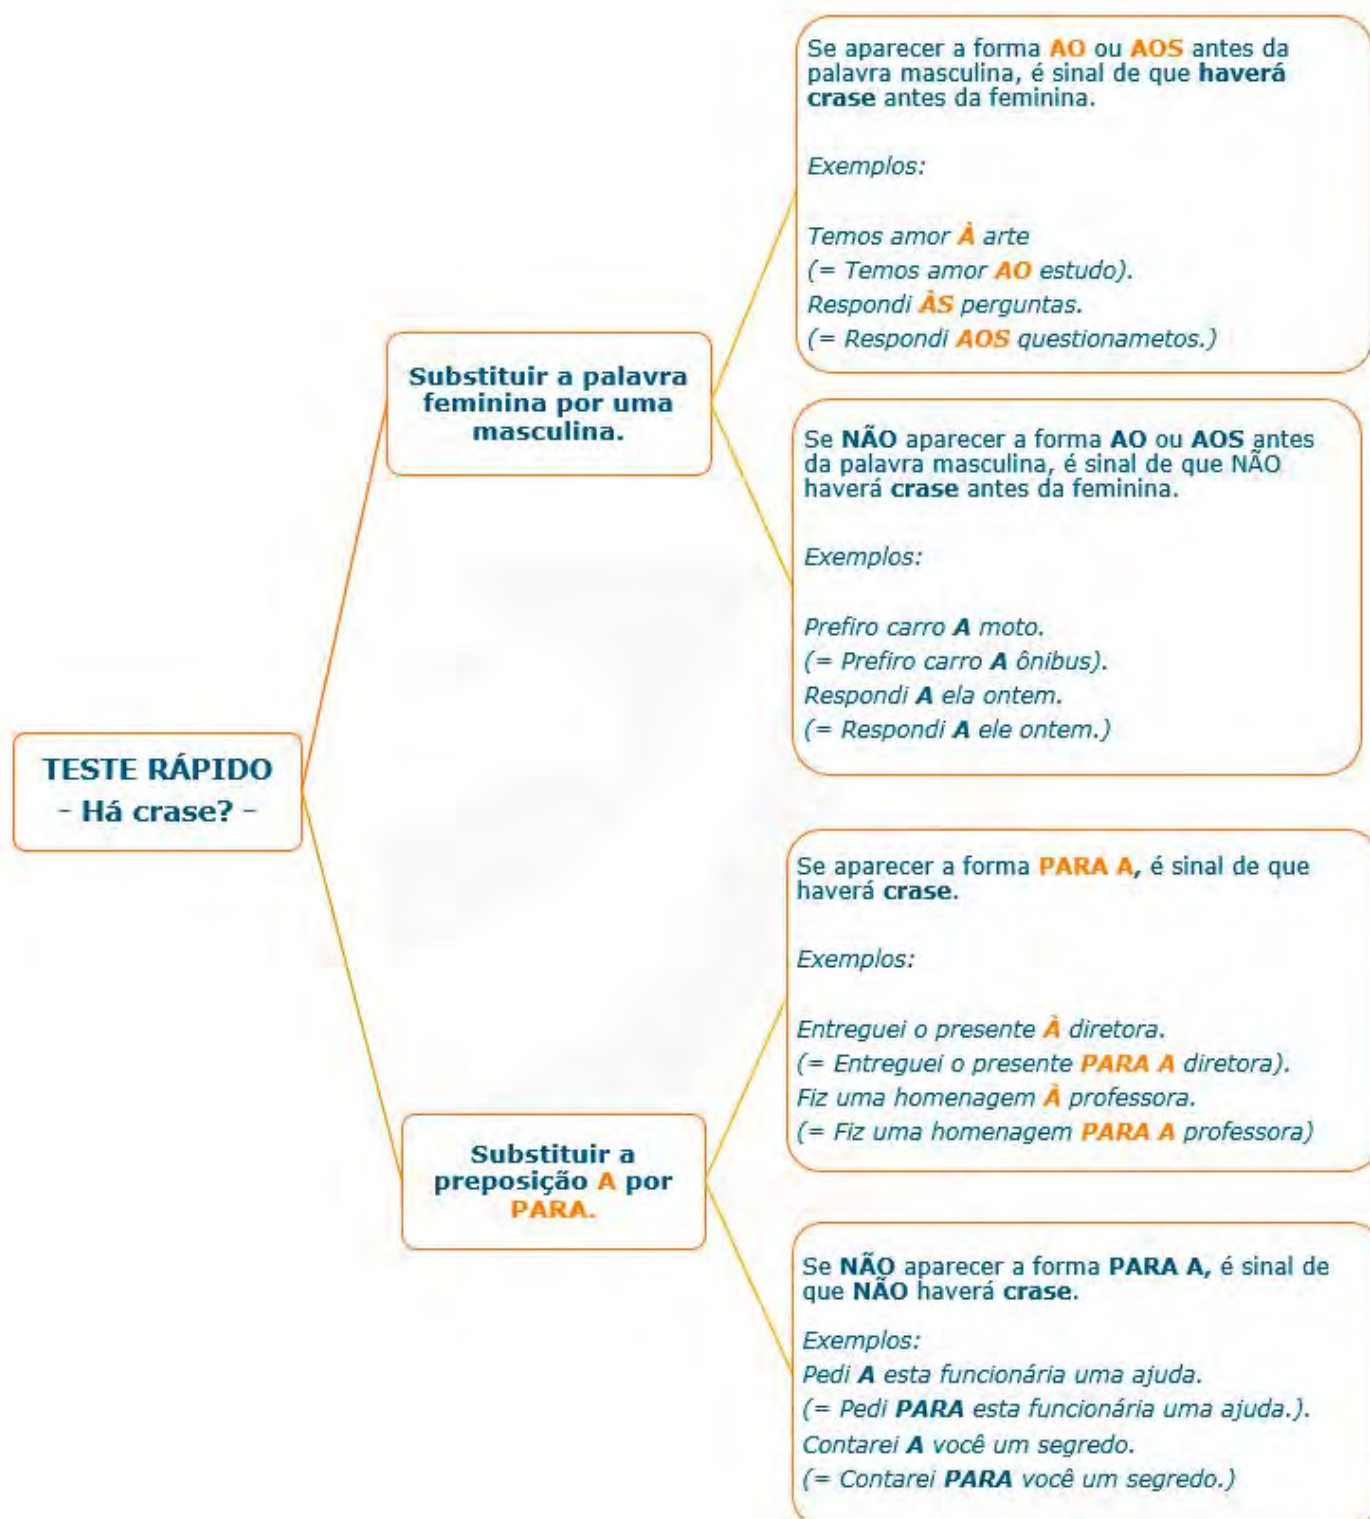 TESTE RÁPIDO
- Há crase? -
Substituir a palavra
feminina por uma
masculina.
Se aparecer a forma AO ou AOS antes da
palavra masculina, é sinal de que haverá
crase antes da feminina.
Exemplos:
Temos amor À arte
(= Temos amor AO estudo).
Respondi ÀS perguntas.
(= Respondi AOS questionametos.)
Se NÃO aparecer a forma AO ou AOS antes
da palavra masculina, é sinal de que NÃO
haverá crase antes da feminina.
Exemplos:
Prefiro carro A moto.
(= Prefiro carro A ônibus).
Respondi A ela ontem.
(= Respondi A ele ontem.)
Substituir a
preposição A por
PARA.
Se aparecer a forma PARA A, é sinal de que
haverá crase.
Exemplos:
Entreguei o presente À diretora.
(= Entreguei o presente PARA A diretora).
Fiz uma homenagem À professora.
(= Fiz uma homenagem PARA A professora)
Se NÃO aparecer a forma PARA A, é sinal de
que NÃO haverá crase.
Exemplos:
Pedi A esta funcionária uma ajuda.
(= Pedi PARA esta funcionária uma ajuda.).
Contarei A você um segredo.
(= Contarei PARA você um segredo.)